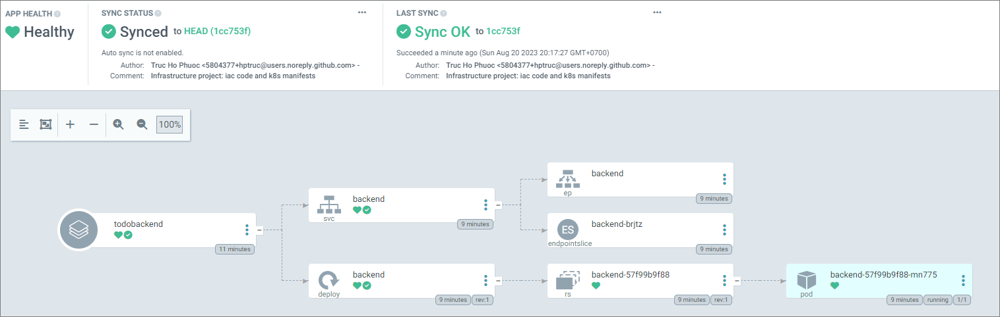 APP HEALTH ?
Healthy
SYNC STATUS ?
Synced to HEAD (1cc753f)
Auto sync is not enabled.
Author: Truc Ho Phuoc <5804377+hptruc@users.noreply.github.com> -
Comment: Infrastructure project: iac code and k8s manifests
LAST SYNC ?
Sync OK to 1cc753f
Succeeded a minute ago (Sun Aug 20 2023 20:17:27 GMT+0700)
Author: Truc Ho Phuoc <5804377+hptruc@users.noreply.github.com> -
Comment: Infrastructure project: iac code and k8s manifests
100%
todobackend
11 minutes
backend
svc
9 minutes
backend
deploy
9 minutes rev:1
backend
ep
9 minutes
ES
backend-brjtz
endpointslice
9 minutes
backend-57f99b9f88
rs
9 minutes rev:1
backend-57f99b9f88-mn775
pod
9 minutes running 1/1